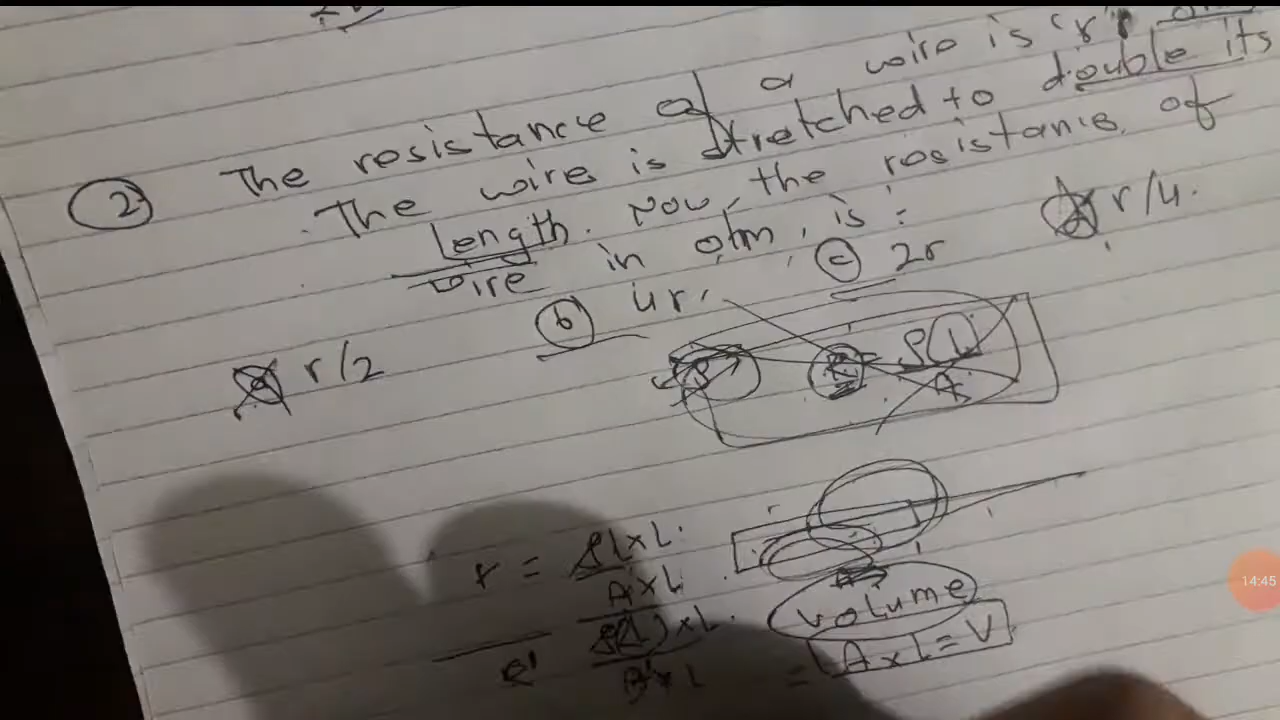 ② The resistance of a wire is 'r'
The wire is stretched to double its
length. Now, the resistance of
wire in ohm, is :
r/2 ⓑ 4r. ⓒ 2r r/4.
R = ρ(L)
A
r = ρL×L.
A×L
ρ(L)×L.
R' A'×L
volume
= A×L=V
14:45